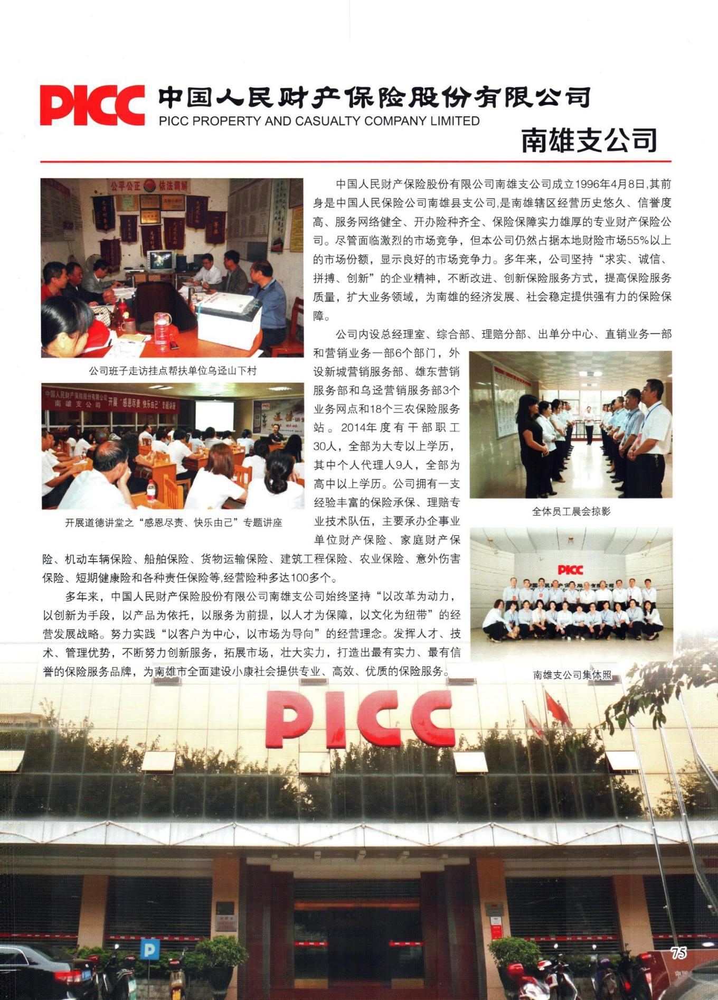 PICC 中国人民财产保险股份有限公司
PICC PROPERTY AND CASUALTY COMPANY LIMITED
南雄支公司
公平公正 依法调解
公司班子走访挂点帮扶单位乌迳山下村
中国人民财产保险股份有限公司
南雄支公司
开展“感恩尽责 快乐由己”专题讲座
开展道德讲堂之“感恩尽责、快乐由己”专题讲座
中国人民财产保险股份有限公司南雄支公司成立1996年4月8日,其前
身是中国人民保险公司南雄县支公司,是南雄辖区经营历史悠久、信誉度
高、服务网络健全、开办险种齐全、保险保障实力雄厚的专业财产保险公
司。尽管面临激烈的市场竞争，但本公司仍然占据本地财险市场55%以上
的市场份额，显示良好的市场竞争力。多年来，公司坚持“求实、诚信、
拼搏、创新”的企业精神，不断改进、创新保险服务方式，提高保险服务
质量，扩大业务领域，为南雄的经济发展、社会稳定提供强有力的保险保
障。
公司内设总经理室、综合部、理赔分部、出单分中心、直销业务一部
和营销业务一部6个部门，外
设新城营销服务部、雄东营销
服务部和乌迳营销服务部3个
业务网点和18个三农保险服务
站。2014年度有干部职工
30人，全部为大专以上学历，
其中个人代理人9人，全部为
高中以上学历。公司拥有一支
经验丰富的保险承保、理赔专
业技术队伍，主要承办企事业
单位财产保险、家庭财产保
险、机动车辆保险、船舶保险、货物运输保险、建筑工程保险、农业保险、意外伤害
保险、短期健康险和各种责任保险等,经营险种多达100多个。
多年来，中国人民财产保险股份有限公司南雄支公司始终坚持“以改革为动力，
以创新为手段，以产品为依托，以服务为前提，以人才为保障，以文化为纽带”的经
营发展战略。努力实践“以客户为中心，以市场为导向”的经营理念。发挥人才、技
术、管理优势，不断努力创新服务，拓展市场，壮大实力，打造出最有实力、最有信
誉的保险服务品牌，为南雄市全面建设小康社会提供专业、高效、优质的保险服务。
全体员工晨会掠影
PICC
南雄支公司集体照
PICC
P
75